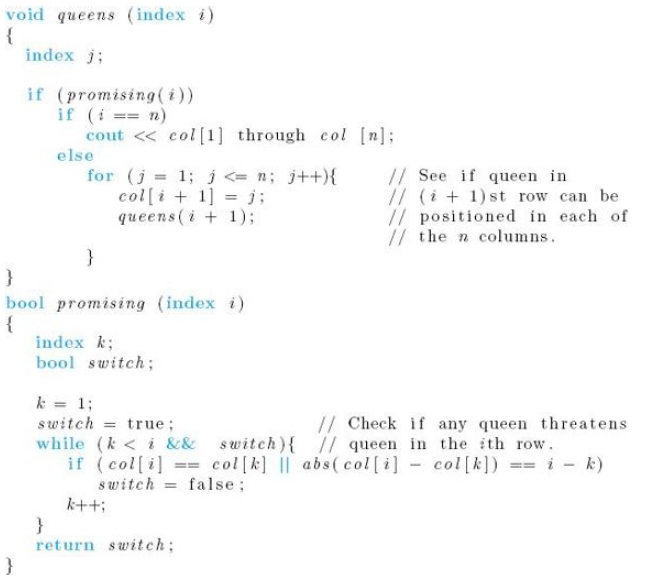 void queens (index i)
{
index j;
if (promising(i))
if (i == n)
cout << col[1] through col [n];
else
for (j = 1; j <= n; j++){ // See if queen in
col[i + 1] = j; // (i + 1)st row can be
queens(i + 1); // positioned in each of
// the n columns.
}
}
bool promising (index i)
{
index k;
bool switch;
k = 1;
switch = true; // Check if any queen threatens
while (k < i && switch){ // queen in the ith row.
if (col[i] == col[k] || abs(col[i] - col[k]) == i - k)
switch = false;
k++;
}
return switch;
}